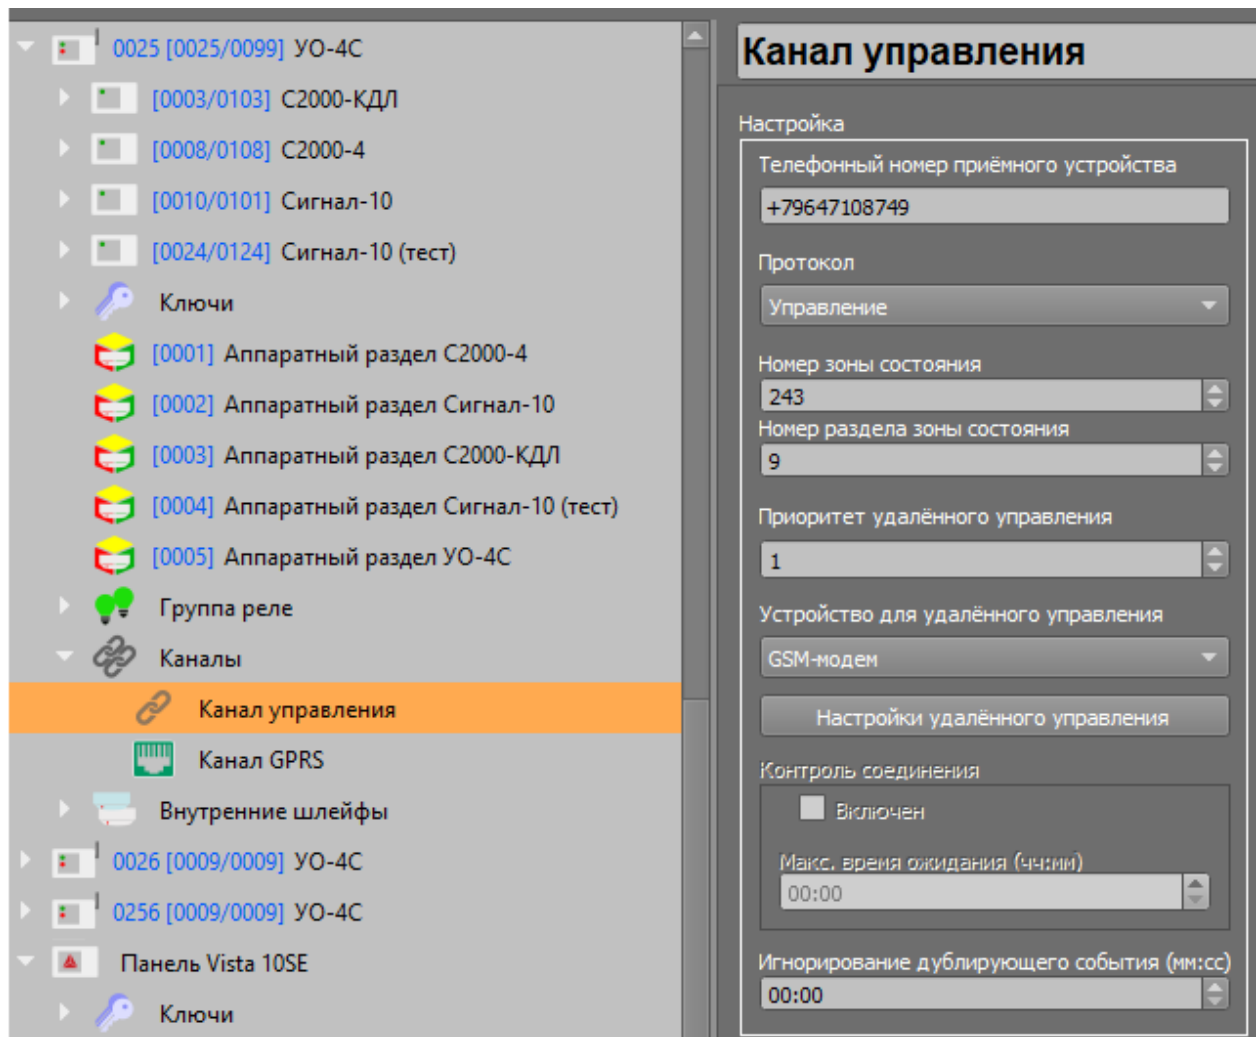 0025 [0025/0099] УО-4С
[0003/0103] С2000-КДЛ
[0008/0108] С2000-4
[0010/0101] Сигнал-10
[0024/0124] Сигнал-10 (тест)
Ключи
[0001] Аппаратный раздел С2000-4
[0002] Аппаратный раздел Сигнал-10
[0003] Аппаратный раздел С2000-КДЛ
[0004] Аппаратный раздел Сигнал-10 (тест)
[0005] Аппаратный раздел УО-4С
Группа реле
Каналы
Канал управления
Канал GPRS
Внутренние шлейфы
0026 [0009/0009] УО-4С
0256 [0009/0009] УО-4С
Панель Vista 10SE
Ключи
Канал управления
Настройка
Телефонный номер приёмного устройства
+79647108749
Протокол
Управление
Номер зоны состояния
243
Номер раздела зоны состояния
9
Приоритет удалённого управления
1
Устройство для удалённого управления
GSM-модем
Настройки удалённого управления
Контроль соединения
Включен
Макс. время ожидания (чч:мм)
00:00
Игнорирование дублирующего события (мм:сс)
00:00